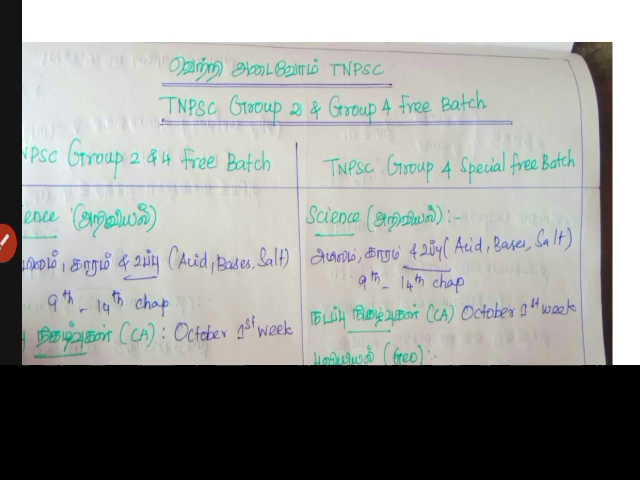 வெற்றி அடைவோம் TNPSC
TNPSC Group 2 & Group 4 Free Batch
NPSC Group 2 & 4 Free Batch
ence (அறிவியல்)
மிலம், காரம் & உப்பு (Acid, Bases, Salt)
9th - 14th chap
நிகழ்வுகள் (CA) : October 1st week
TNPSC Group 4 Special free Batch
Science (அறிவியல்) :-
அமிலம், காரம் & உப்பு (Acid, Bases, Salt)
9th - 14th chap
நடப்பு நிகழ்வுகள் (CA) October 1st week
புவியியல் (Geo) :-